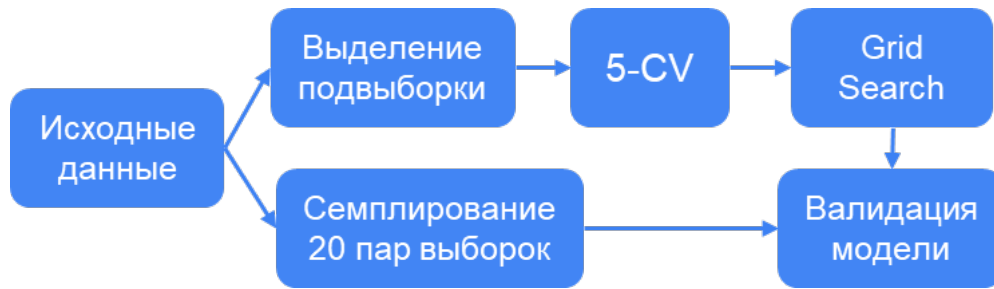 Исходные
данные
Выделение
подвыборки
5-CV
Grid
Search
Семплирование
20 пар выборок
Валидация
модели